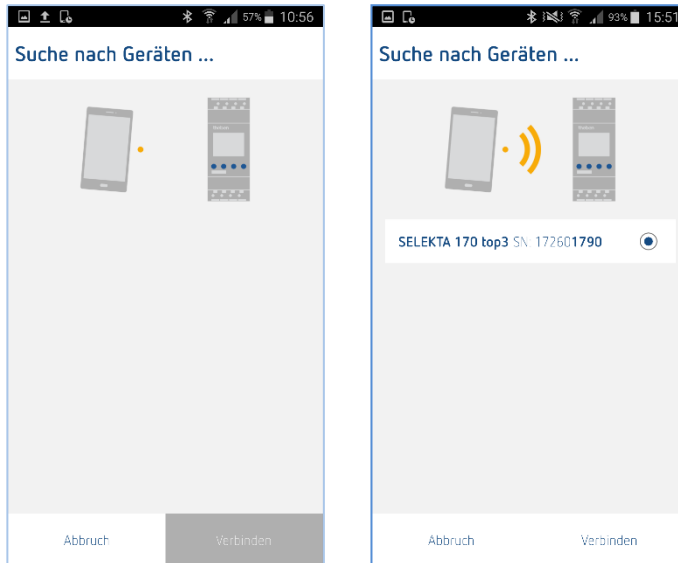 57% 10:56
Suche nach Geräten ...
Abbruch
Verbinden
93% 15:51
Suche nach Geräten ...
SELEKTA 170 top3 SN 172601790
Abbruch
Verbinden